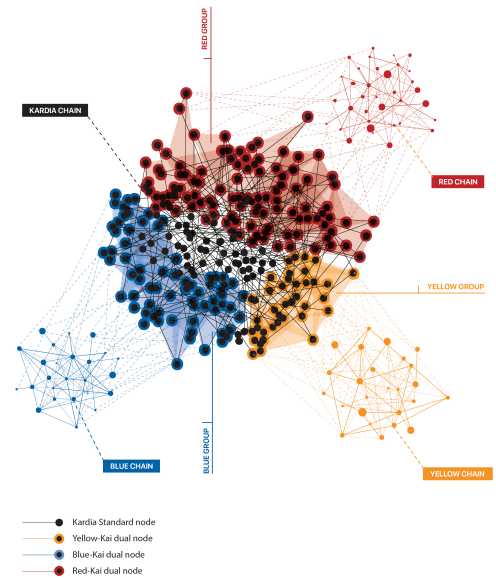 RED GROUP
KARDIA CHAIN
RED CHAIN
YELLOW GROUP
BLUE GROUP
BLUE CHAIN
YELLOW CHAIN
Kardia Standard node
Yellow-Kai dual node
Blue-Kai dual node
Red-Kai dual node